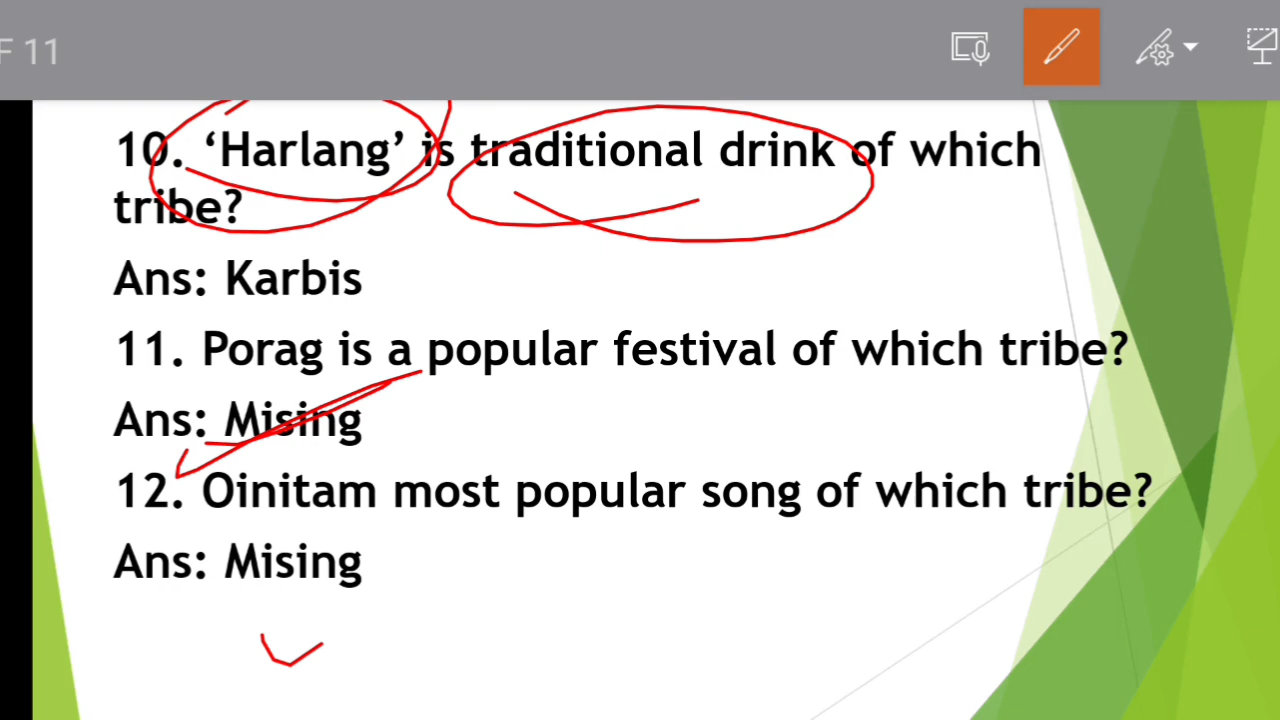 F 11
10. ‘Harlang’ is traditional drink of which
tribe?
Ans: Karbis
11. Porag is a popular festival of which tribe?
Ans: Mising
12. Oinitam most popular song of which tribe?
Ans: Mising